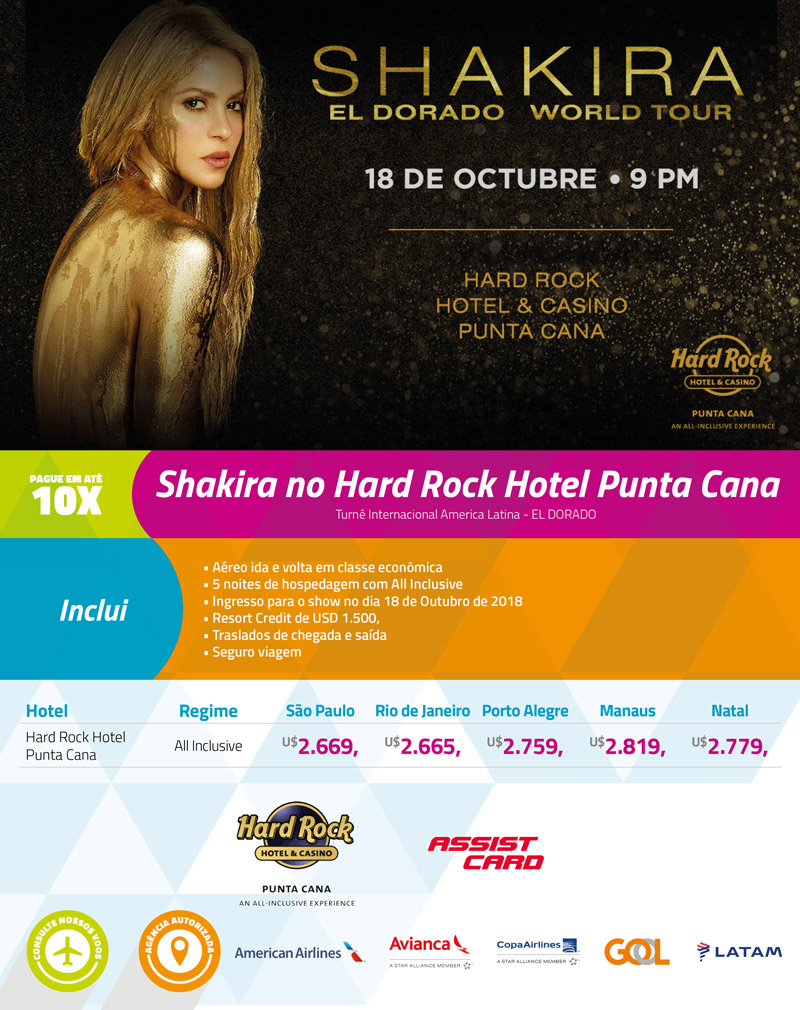 SHAKIRA
EL DORADO WORLD TOUR
18 DE OCTUBRE • 9 PM
HARD ROCK
HOTEL & CASINO
PUNTA CANA
Hard Rock
HOTEL & CASINO
PUNTA CANA
AN ALL-INCLUSIVE EXPERIENCE
PAGUE EM ATÉ
10X
Shakira no Hard Rock Hotel Punta Cana
Turnê Internacional America Latina - EL DORADO
Inclui
• Aéreo ida e volta em classe econômica
• 5 noites de hospedagem com All Inclusive
• Ingresso para o show no dia 18 de Outubro de 2018
• Resort Credit de USD 1.500,
• Traslados de chegada e saída
• Seguro viagem
Hotel Regime São Paulo Rio de Janeiro Porto Alegre Manaus Natal
Hard Rock Hotel
Punta Cana
All Inclusive U$2.669, U$2.665, U$2.759, U$2.819, U$2.779,
Hard Rock
HOTEL & CASINO
PUNTA CANA
AN ALL-INCLUSIVE EXPERIENCE
ASSIST
CARD
CONSULTE NOSSOS VOOS
AGÊNCIA AUTORIZADA
American Airlines
Avianca
A STAR ALLIANCE MEMBER
CopaAirlines
A STAR ALLIANCE MEMBER
GOL
LATAM